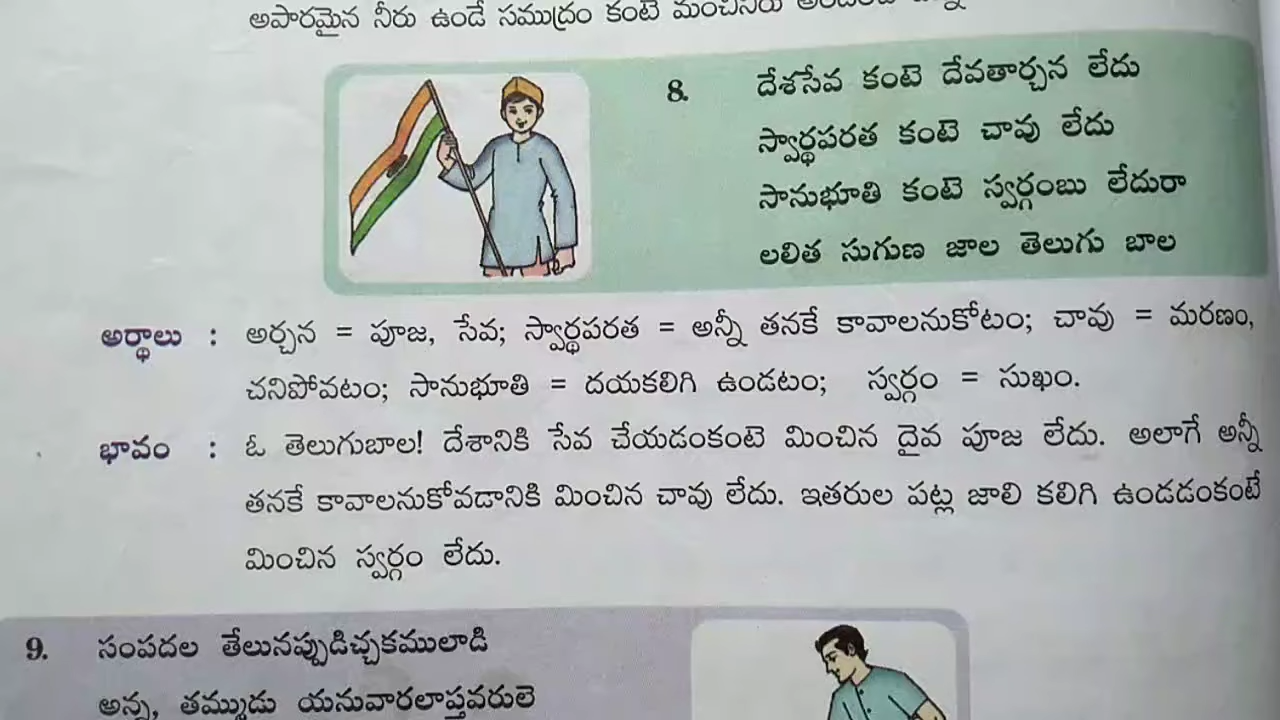 అపారమైన నీరు ఉండే సముద్రం కంటె మంచినీరు
8. దేశసేవ కంటె దేవతార్చన లేదు
స్వార్థపరత కంటె చావు లేదు
సానుభూతి కంటె స్వర్గంబు లేదురా
లలిత సుగుణ జాల తెలుగు బాల
అర్థాలు : అర్చన = పూజ, సేవ; స్వార్థపరత = అన్నీ తనకే కావాలనుకోటం; చావు = మరణం,
చనిపోవటం; సానుభూతి = దయకలిగి ఉండటం; స్వర్గం = సుఖం.
భావం : ఓ తెలుగుబాల! దేశానికి సేవ చేయడంకంటె మించిన దైవ పూజ లేదు. అలాగే అన్నీ
తనకే కావాలనుకోవడానికి మించిన చావు లేదు. ఇతరుల పట్ల జాలి కలిగి ఉండడంకంటే
మించిన స్వర్గం లేదు.
9. సంపదల తేలునప్పుడిచ్చకములాడి
అన్న, తమ్ముడు యనువారలాప్తవరులె